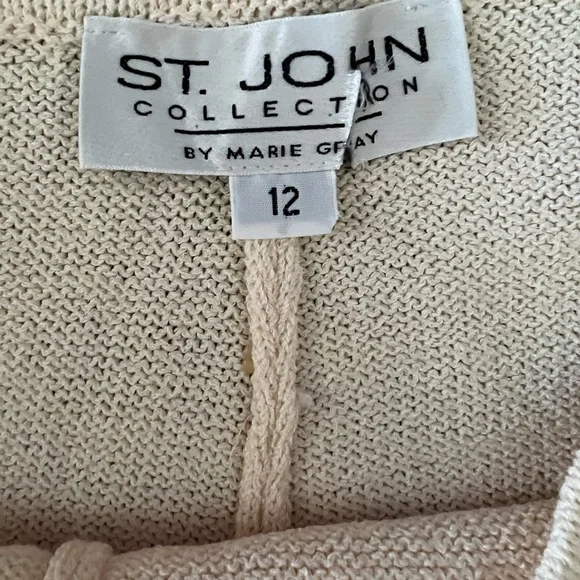 ST. JOHN
COLLECTION
BY MARIE GRAY
12